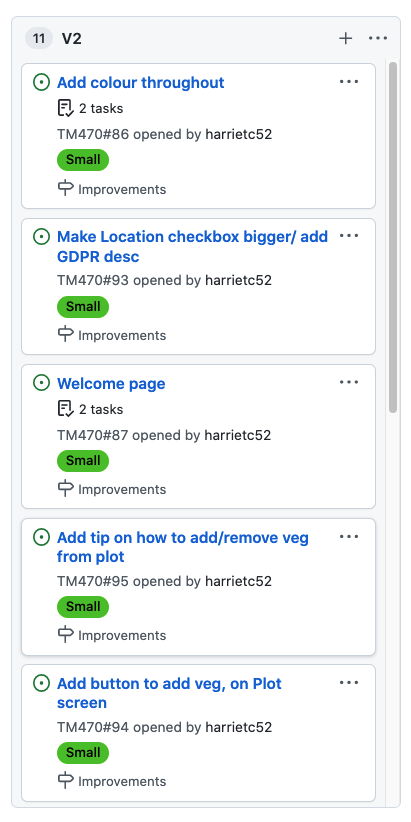 11 V2
Add colour throughout
2 tasks
TM470#86 opened by harrietc52
Small
Improvements
Make Location checkbox bigger/ add
GDPR desc
TM470#93 opened by harrietc52
Small
Improvements
Welcome page
2 tasks
TM470#87 opened by harrietc52
Small
Improvements
Add tip on how to add/remove veg
from plot
TM470#95 opened by harrietc52
Small
Improvements
Add button to add veg, on Plot
screen
TM470#94 opened by harrietc52
Small
Improvements